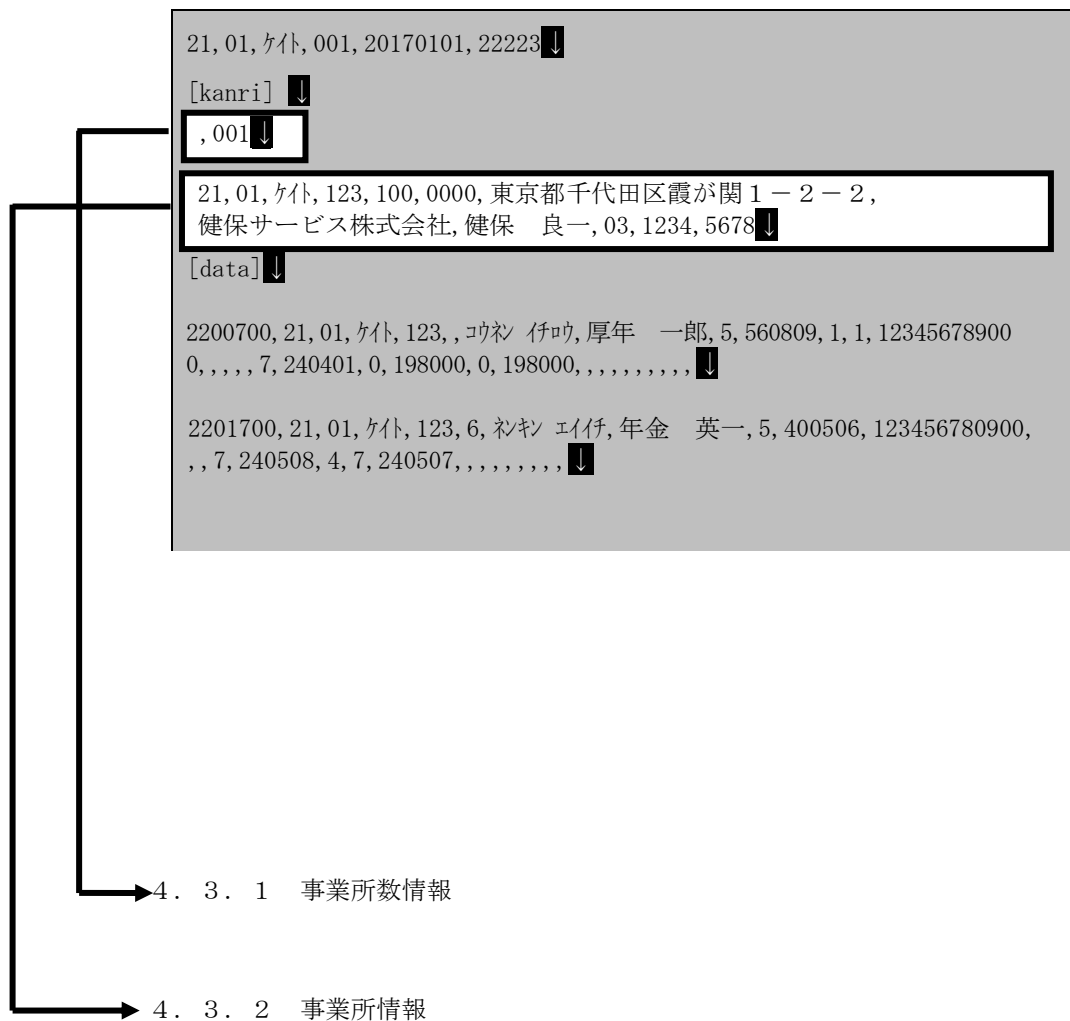 21,01,ｹｲﾄ,001,20170101,22223↓
[kanri] ↓
,001↓
21,01,ｹｲﾄ,123,100,0000,東京都千代田区霞が関１－２－２,
健保サービス株式会社,健保　良一,03,1234,5678↓
[data]↓
2200700,21,01,ｹｲﾄ,123,,ｺｳﾈﾝ ｲﾁﾛｳ,厚年　一郎,5,560809,1,1,12345678900
0,,,,,7,240401,0,198000,0,198000,,,,,,,,,,↓
2201700,21,01,ｹｲﾄ,123,6,ﾈﾝｷﾝ ｴｲｲﾁ,年金　英一,5,400506,123456780900,
,,7,240508,4,7,240507,,,,,,,,,↓
４．３．１　事業所数情報
４．３．２　事業所情報